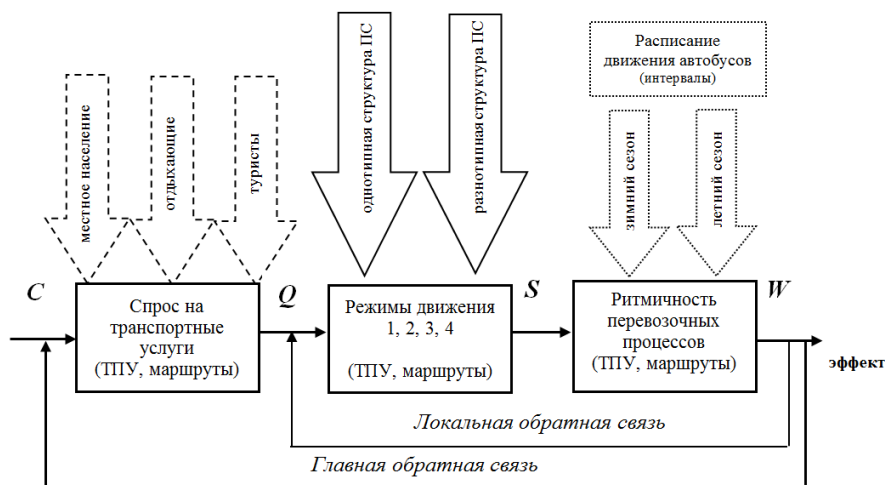 местное население
отдыхающие
туристы
однотипная структура ПС
разнотипная структура ПС
Расписание
движения автобусов
(интервалы)
зимний сезон
летний сезон
C
Спрос на
транспортные
услуги
(ТПУ, маршруты)
Q
Режимы движения
1, 2, 3, 4
(ТПУ, маршруты)
S
Ритмичность
перевозочных
процессов
(ТПУ, маршруты)
W
эффект
Локальная обратная связь
Главная обратная связь